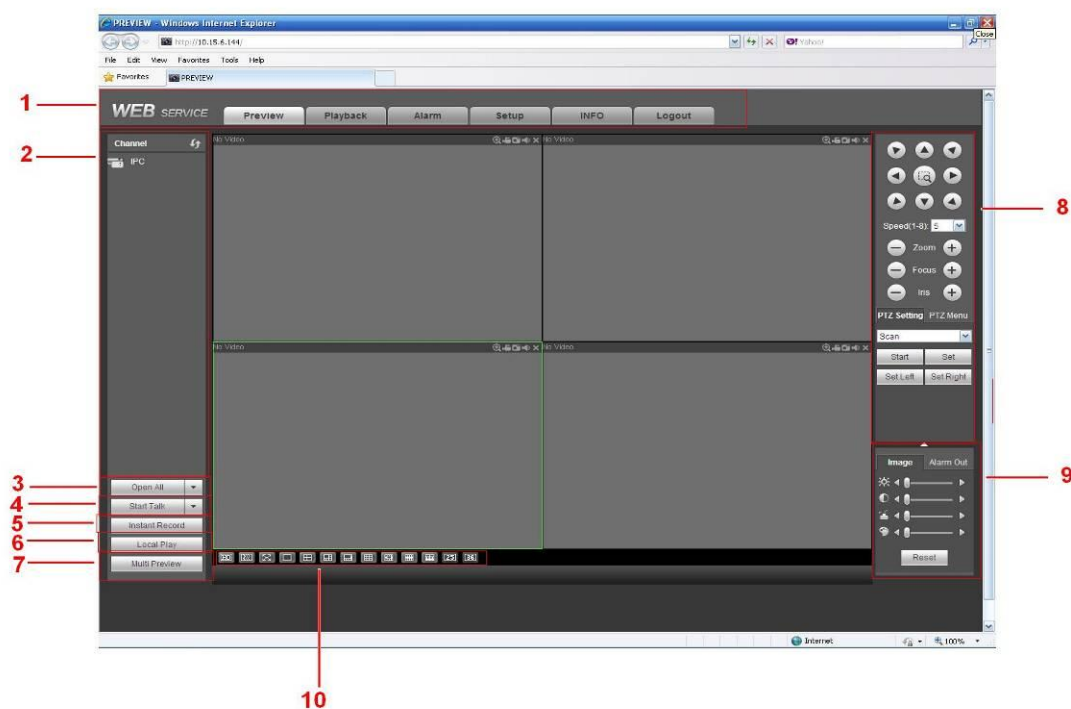 PREVIEW - Windows Internet Explorer
Close
http://10.15.6.144/
Yahoo!
File Edit View Favorites Tools Help
Favorites PREVIEW
1
WEB SERVICE Preview Playback Alarm Setup INFO Logout
2
Channel
IPC
No Video
No Video
Speed(1-8): 5
8
Zoom
Focus
Iris
PTZ Setting PTZ Menu
Scan
Start Set
Set Left Set Right
No Video
No Video
3
Open All
4
Start Talk
5
Instant Record
6
Local Play
7
Multi Preview
Image Alarm Out
9
Reset
25 36
Internet 100%
10